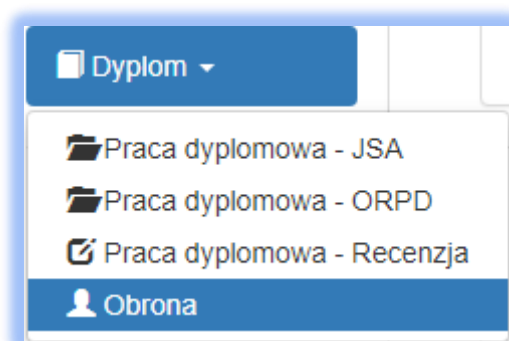 Dyplom
Praca dyplomowa - JSA
Praca dyplomowa - ORPD
Praca dyplomowa - Recenzja
Obrona